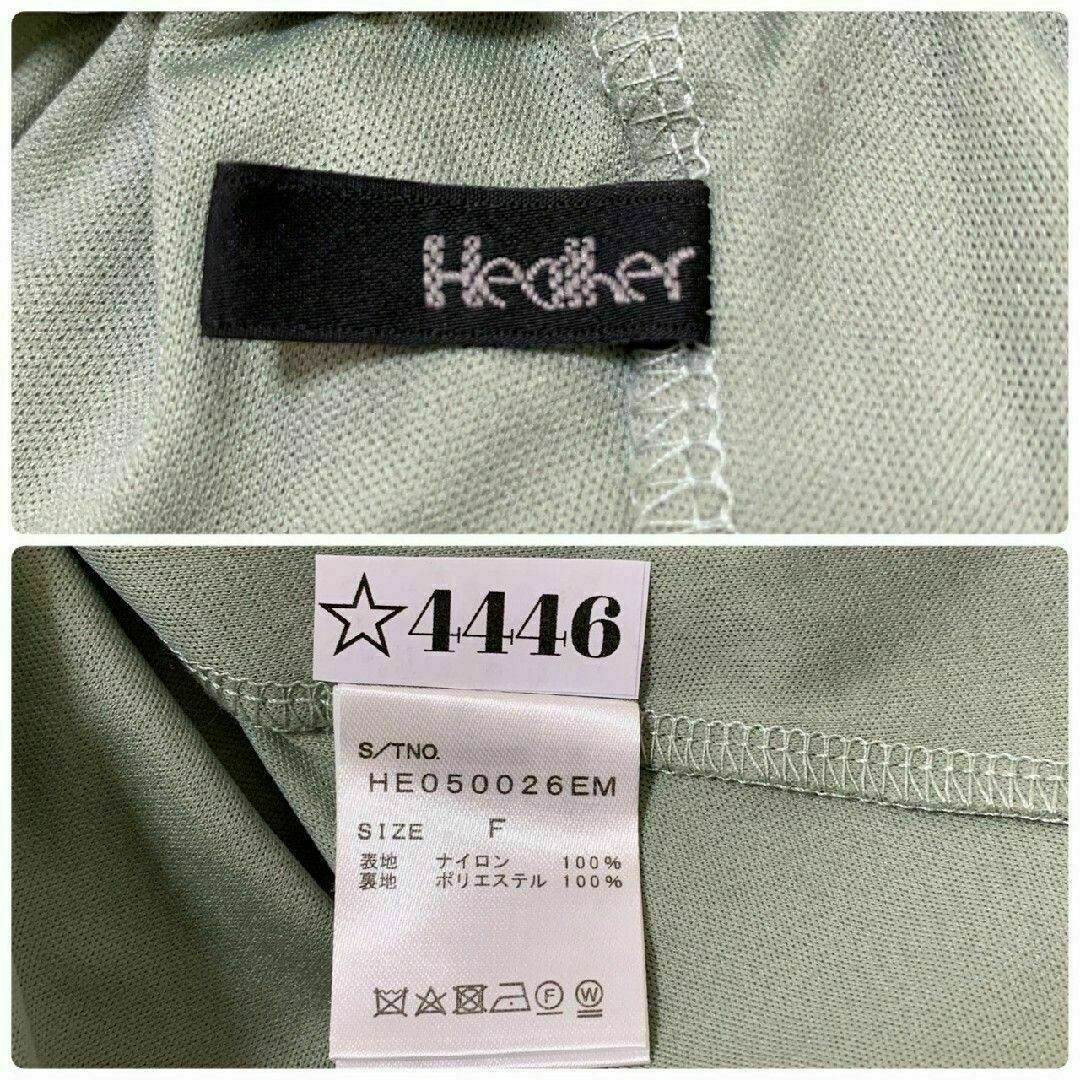 Heather
☆4446
S/TNO.
HE050026EM
SIZE F
表地 ナイロン 100%
裏地 ポリエステル 100%
F W